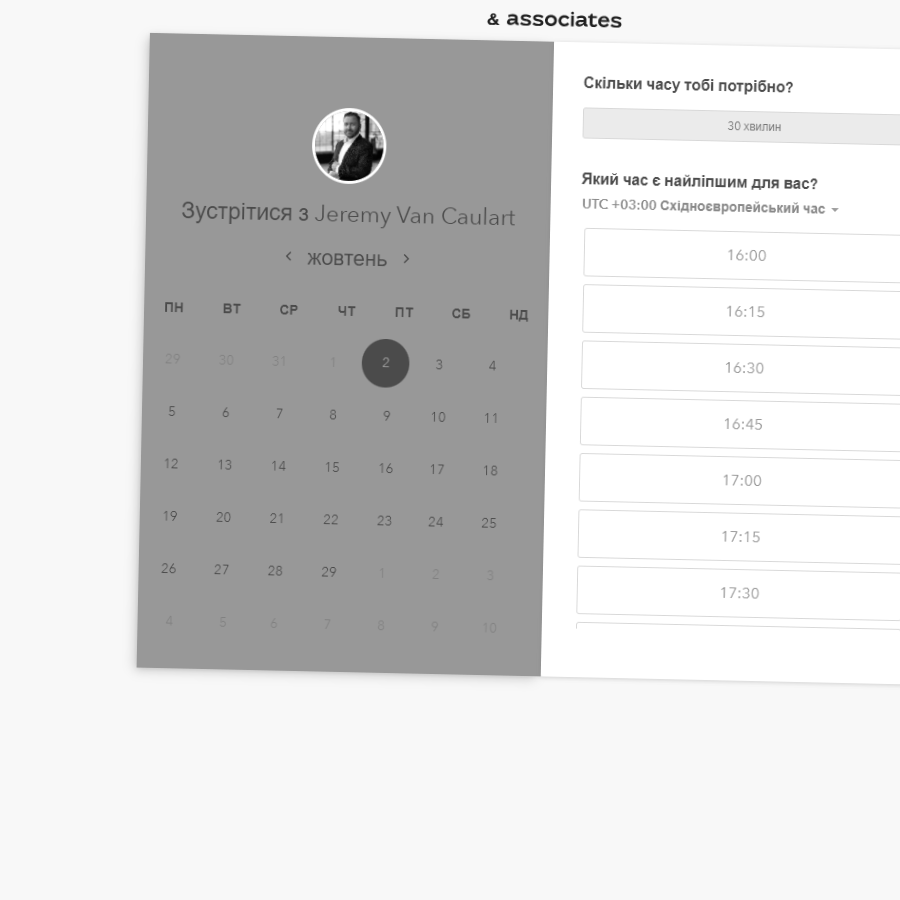 & associates
Зустрітися з Jeremy Van Caulart
жовтень
ПН ВТ СР ЧТ ПТ СБ НД
29 30 31 1 2 3 4
5 6 7 8 9 10 11
12 13 14 15 16 17 18
19 20 21 22 23 24 25
26 27 28 29 1 2 3
4 5 6 7 8 9 10
Скільки часу тобі потрібно?
30 хвилин
Який час є найліпшим для вас?
UTC +03:00 Східноєвропейський час
16:00
16:15
16:30
16:45
17:00
17:15
17:30